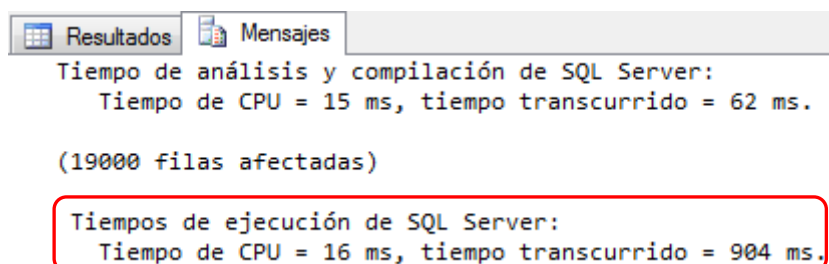 Resultados Mensajes
Tiempo de análisis y compilación de SQL Server:
Tiempo de CPU = 15 ms, tiempo transcurrido = 62 ms.
(19000 filas afectadas)
Tiempos de ejecución de SQL Server:
Tiempo de CPU = 16 ms, tiempo transcurrido = 904 ms.